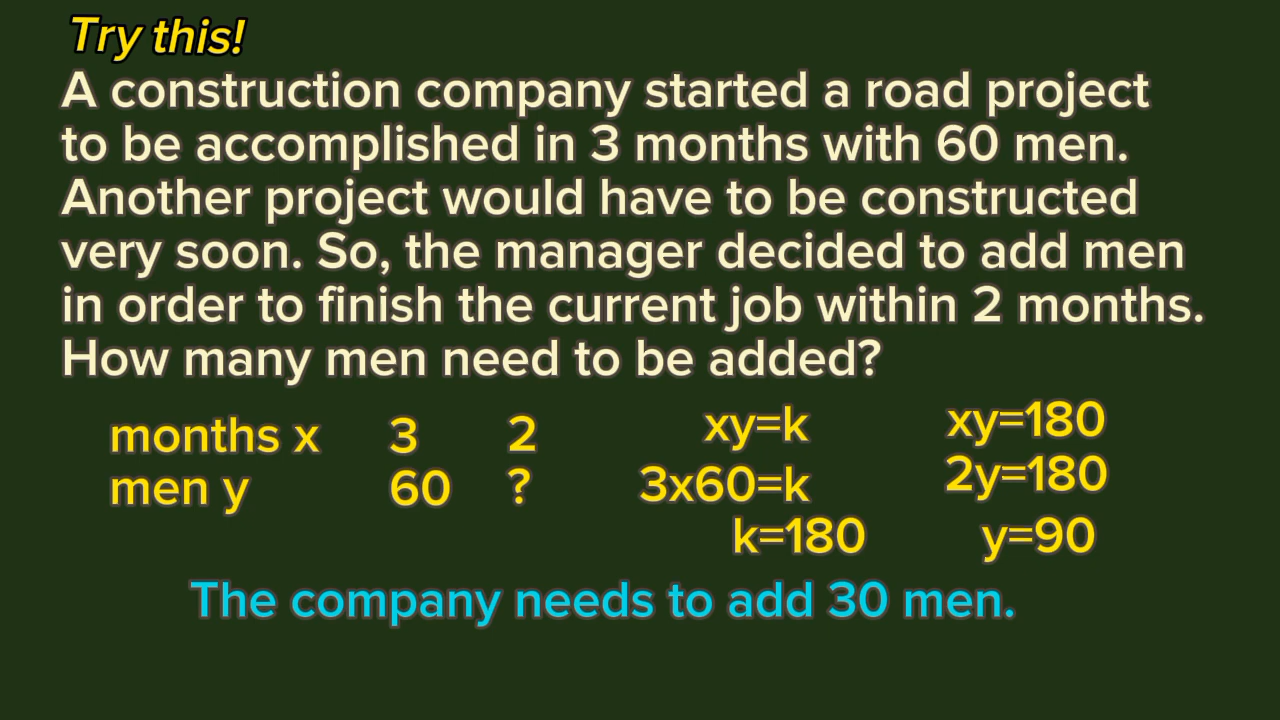 Try this!
A construction company started a road project
to be accomplished in 3 months with 60 men.
Another project would have to be constructed
very soon. So, the manager decided to add men
in order to finish the current job within 2 months.
How many men need to be added?
months x 3 2
men y 60 ?
xy=k
3x60=k
k=180
xy=180
2y=180
y=90
The company needs to add 30 men.